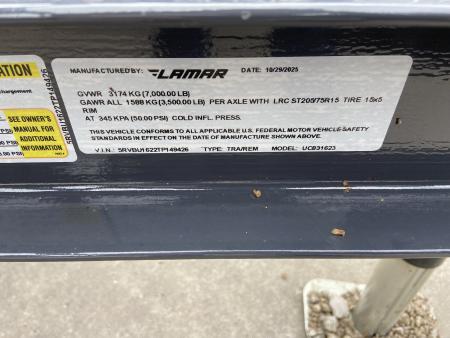 MANUFACTURED BY: LAMAR DATE: 10/29/2025
GVWR 3174 KG (7,000.00 LB)
GAWR ALL 1588 KG (3,500.00 LB) PER AXLE WITH LRC ST205/75R15 TIRE 15x5
RIM
AT 345 KPA (50.00 PSI) COLD INFL. PRESS.
THIS VEHICLE CONFORMS TO ALL APPLICABLE U.S. FEDERAL MOTOR VEHICLE SAFETY
STANDARDS IN EFFECT ON THE DATE OF MANUFACTURE SHOWN ABOVE.
V.I.N.: 5RVBU1622TP149426 TYPE: TRA/REM MODEL: UCB31623
ATION
SEE OWNER'S
MANUAL FOR
ADDITIONAL
INFORMATION
5RVBU1622TP149426